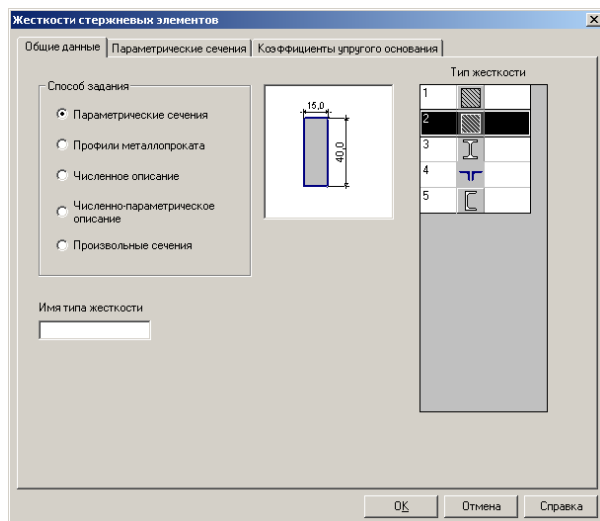 Жесткости стержневых элементов
Общие данные
Параметрические сечения
Коэффициенты упругого основания
Способ задания
Параметрические сечения
Профили металлопроката
Численное описание
Численно-параметрическое
описание
Произвольные сечения
15,0
40,0
Тип жесткости
1
2
3
4
5
Имя типа жесткости
OK
Отмена
Справка